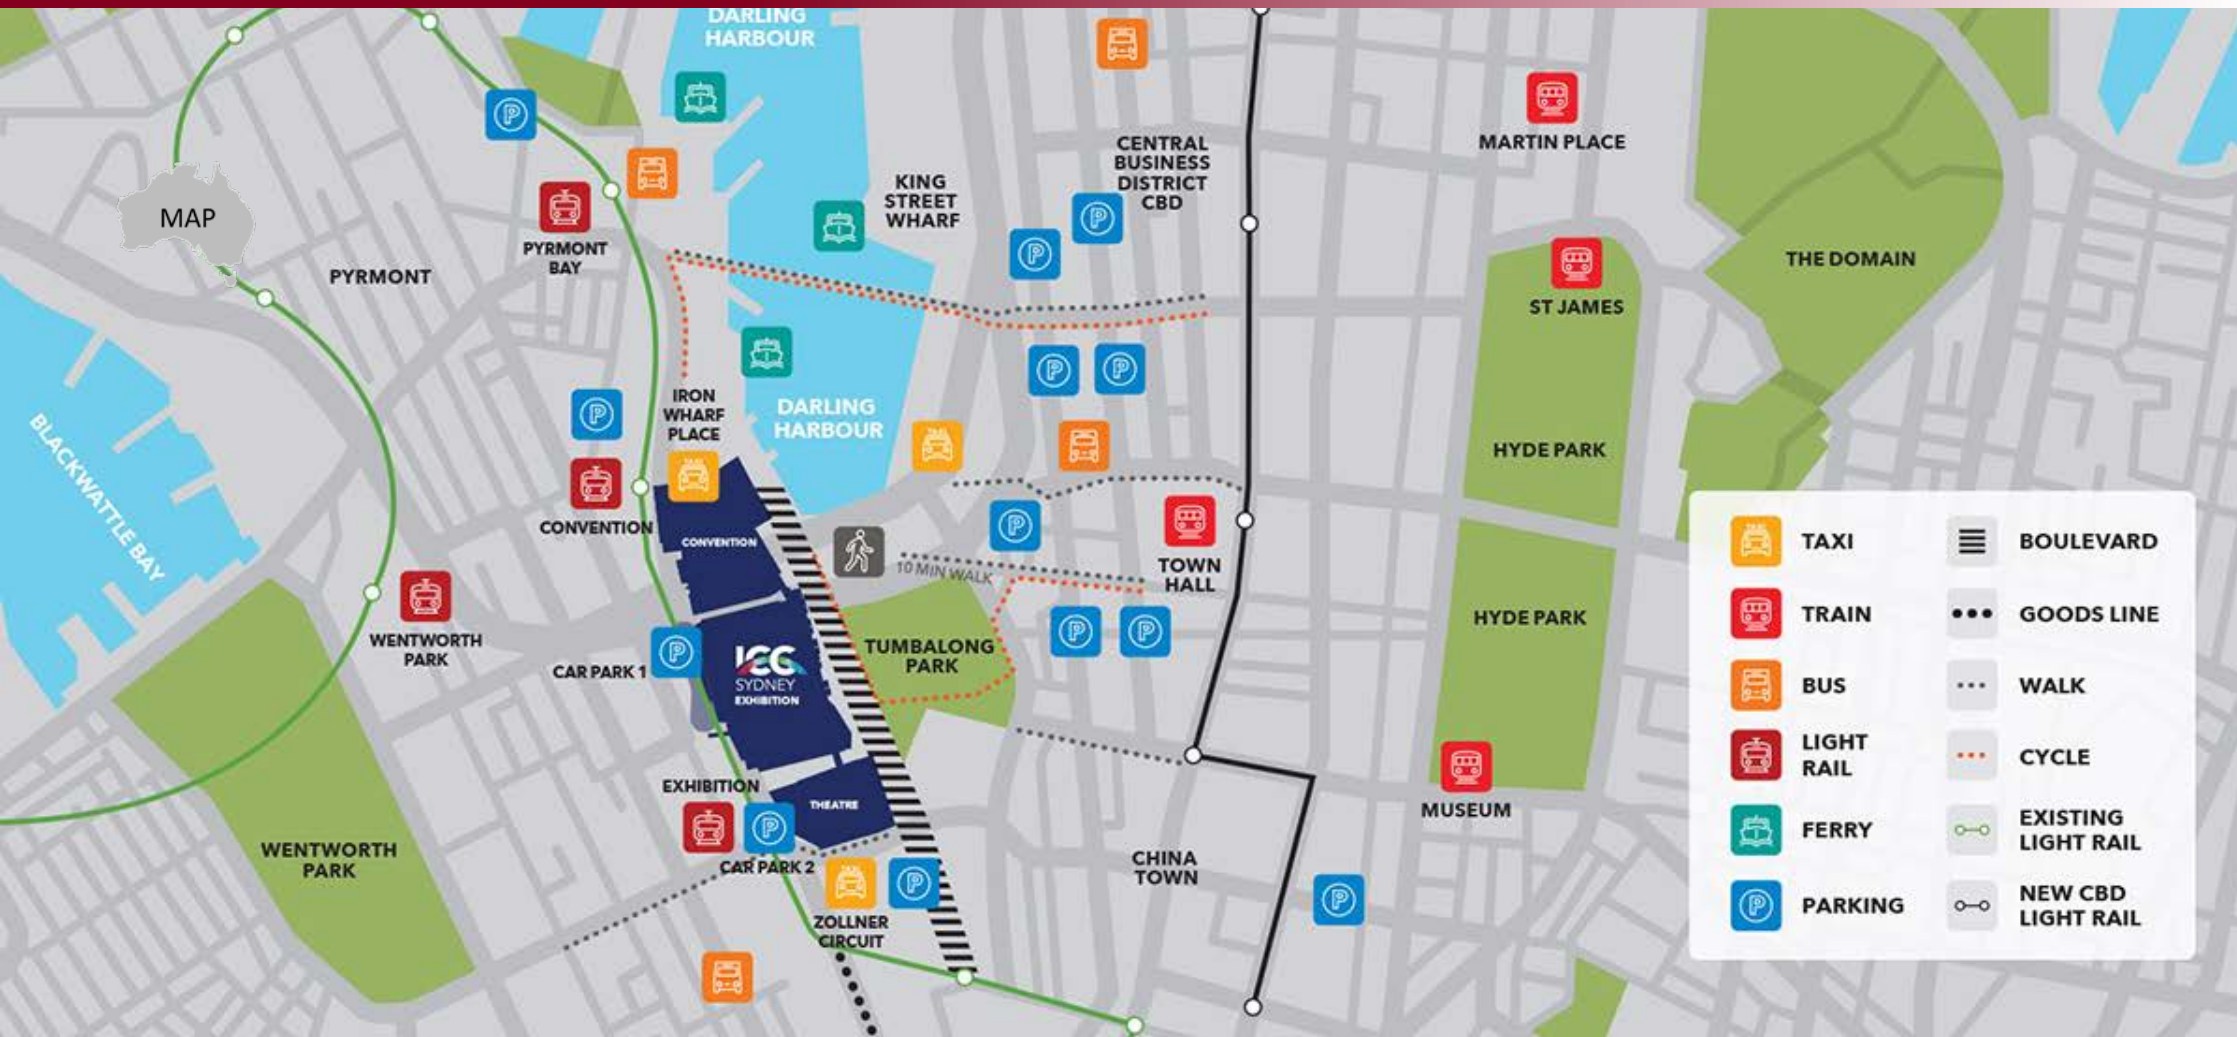 DARLING
HARBOUR
MARTIN PLACE
CENTRAL
BUSINESS
DISTRICT
CBD
KING
STREET
WHARF
MAP
PYRMONT
BAY
PYRMONT
THE DOMAIN
ST JAMES
IRON
WHARF
PLACE
DARLING
HARBOUR
BLACKWATTLE BAY
HYDE PARK
CONVENTION
CONVENTION
10 MIN WALK
TOWN
HALL
WENTWORTH
PARK
CAR PARK 1
ICC
SYDNEY
EXHIBITION
TUMBALONG
PARK
HYDE PARK
EXHIBITION
THEATRE
MUSEUM
WENTWORTH
PARK
CAR PARK 2
CHINA
TOWN
ZOLLNER
CIRCUIT
TAXI
TRAIN
BUS
LIGHT
RAIL
FERRY
PARKING
BOULEVARD
GOODS LINE
WALK
CYCLE
EXISTING
LIGHT RAIL
NEW CBD
LIGHT RAIL